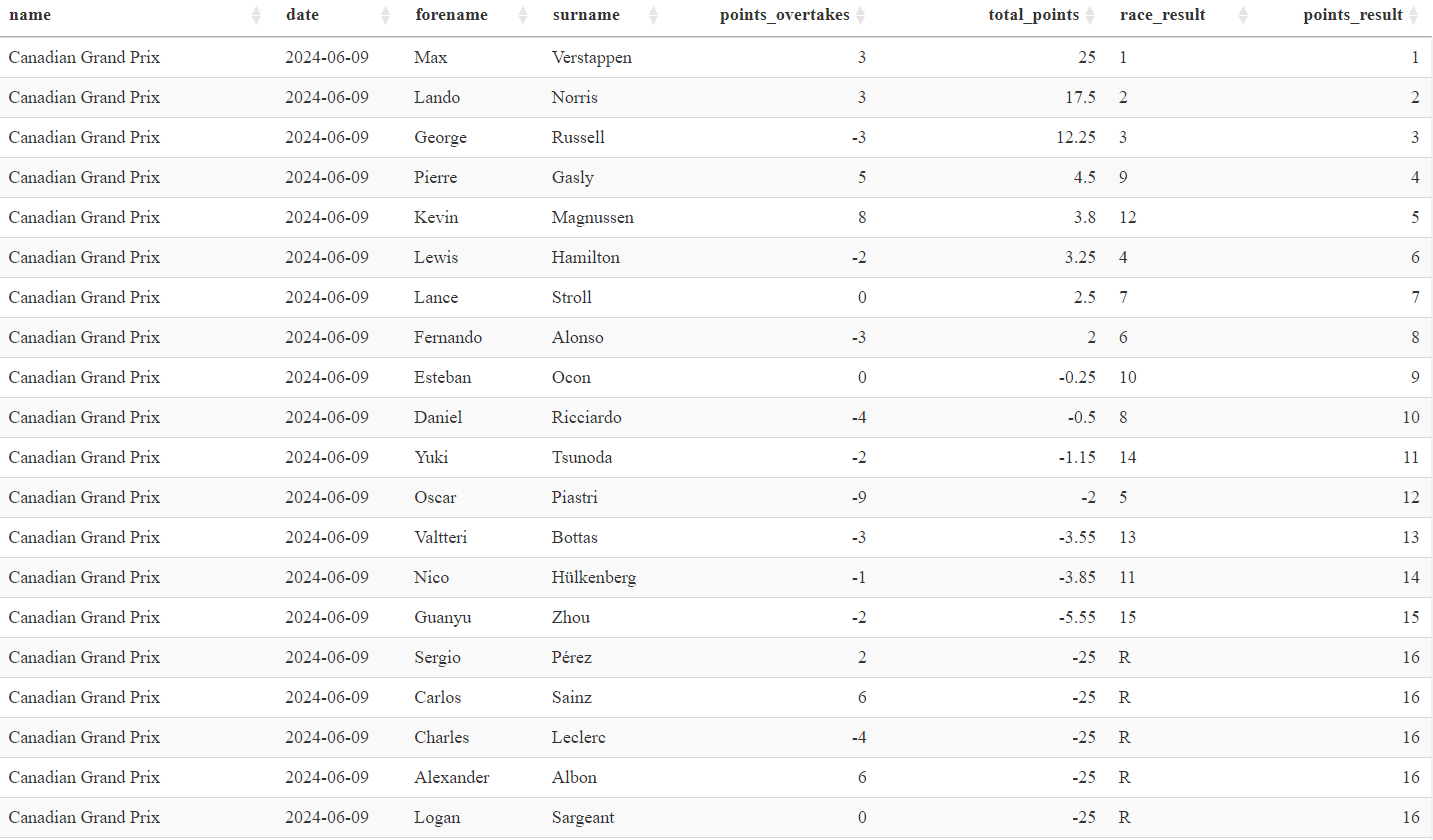 name date forename surname points_overtakes total_points race_result points_result
Canadian Grand Prix 2024-06-09 Max Verstappen 3 25 1 1
Canadian Grand Prix 2024-06-09 Lando Norris 3 17.5 2 2
Canadian Grand Prix 2024-06-09 George Russell -3 12.25 3 3
Canadian Grand Prix 2024-06-09 Pierre Gasly 5 4.5 9 4
Canadian Grand Prix 2024-06-09 Kevin Magnussen 8 3.8 12 5
Canadian Grand Prix 2024-06-09 Lewis Hamilton -2 3.25 4 6
Canadian Grand Prix 2024-06-09 Lance Stroll 0 2.5 7 7
Canadian Grand Prix 2024-06-09 Fernando Alonso -3 2 6 8
Canadian Grand Prix 2024-06-09 Esteban Ocon 0 -0.25 10 9
Canadian Grand Prix 2024-06-09 Daniel Ricciardo -4 -0.5 8 10
Canadian Grand Prix 2024-06-09 Yuki Tsunoda -2 -1.15 14 11
Canadian Grand Prix 2024-06-09 Oscar Piastri -9 -2 5 12
Canadian Grand Prix 2024-06-09 Valtteri Bottas -3 -3.55 13 13
Canadian Grand Prix 2024-06-09 Nico Hülkenberg -1 -3.85 11 14
Canadian Grand Prix 2024-06-09 Guanyu Zhou -2 -5.55 15 15
Canadian Grand Prix 2024-06-09 Sergio Pérez 2 -25 R 16
Canadian Grand Prix 2024-06-09 Carlos Sainz 6 -25 R 16
Canadian Grand Prix 2024-06-09 Charles Leclerc -4 -25 R 16
Canadian Grand Prix 2024-06-09 Alexander Albon 6 -25 R 16
Canadian Grand Prix 2024-06-09 Logan Sargeant 0 -25 R 16